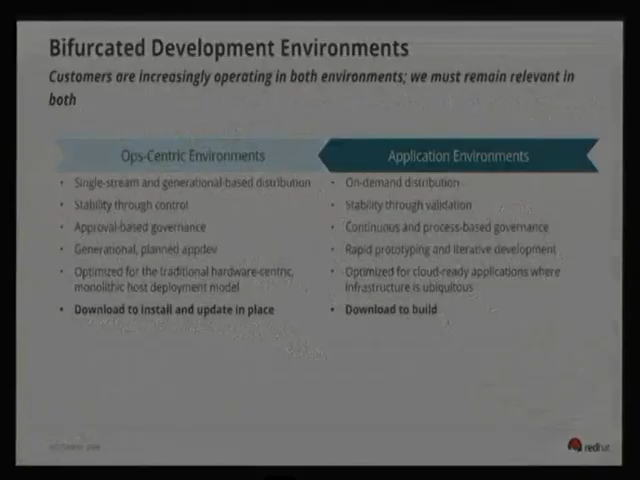 Bifurcated Development Environments
Customers are increasingly operating in both environments; we must remain relevant in
both
Ops-Centric Environments
Application Environments
• Single-stream and generational-based distribution
• Stability through control
• Approval-based governance
• Generational, planned appdev
• Optimized for the traditional hardware-centric,
monolithic host deployment model
• Download to install and update in place
• On-demand distribution
• Stability through validation
• Continuous and process-based governance
• Rapid prototyping and iterative development
• Optimized for cloud-ready applications where
infrastructure is ubiquitous
• Download to build
redhat